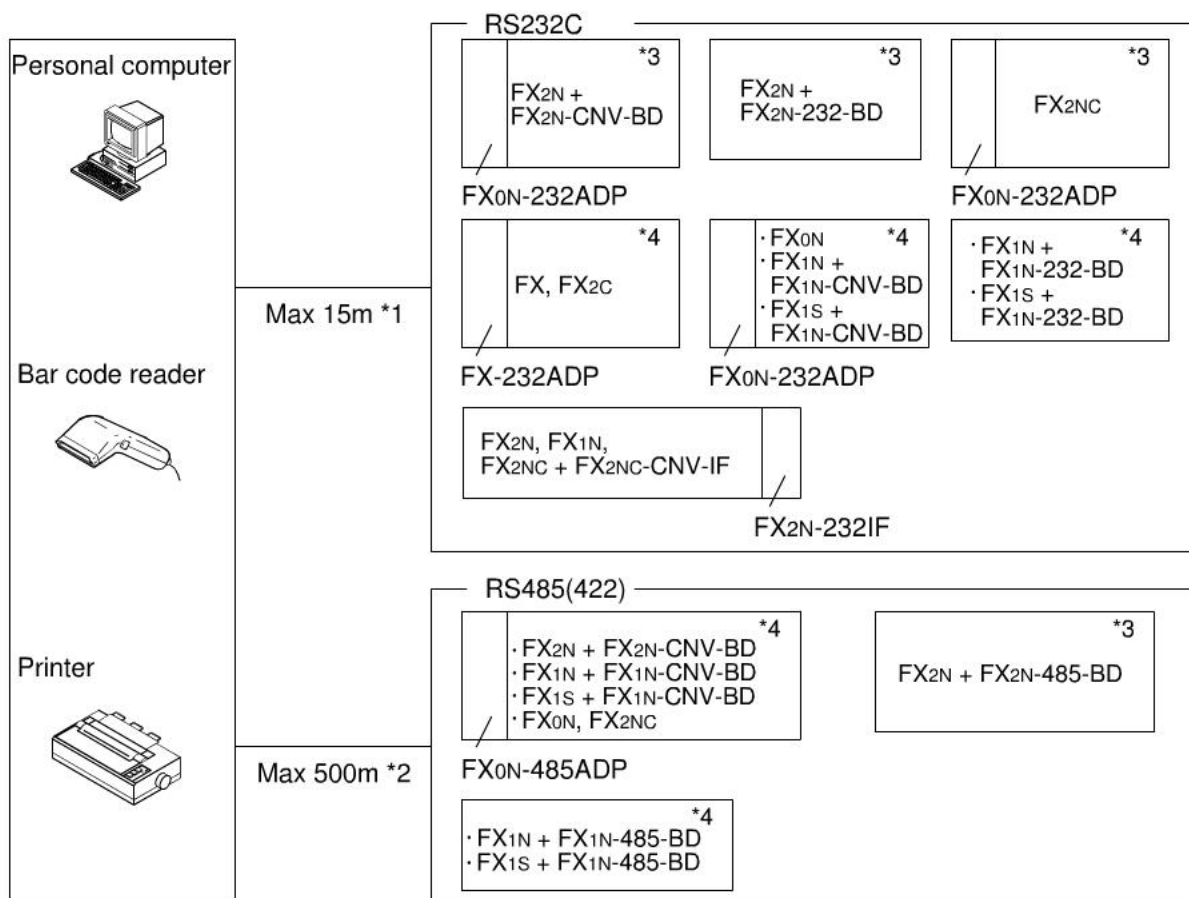 Personal computer
Bar code reader
Printer
Max 15m *1
Max 500m *2
RS232C
*3
FX2N +
FX2N-CNV-BD
FX0N-232ADP
*3
FX2N +
FX2N-232-BD
*3
FX2NC
FX0N-232ADP
*4
FX, FX2C
FX-232ADP
·FX0N *4
·FX1N +
FX1N-CNV-BD
·FX1S +
FX1N-CNV-BD
FX0N-232ADP
·FX1N + *4
FX1N-232-BD
·FX1S +
FX1N-232-BD
FX2N, FX1N,
FX2NC + FX2NC-CNV-IF
FX2N-232IF
RS485(422)
*4
·FX2N + FX2N-CNV-BD
·FX1N + FX1N-CNV-BD
·FX1S + FX1N-CNV-BD
·FX0N, FX2NC
FX0N-485ADP
*3
FX2N + FX2N-485-BD
*4
·FX1N + FX1N-485-BD
·FX1S + FX1N-485-BD